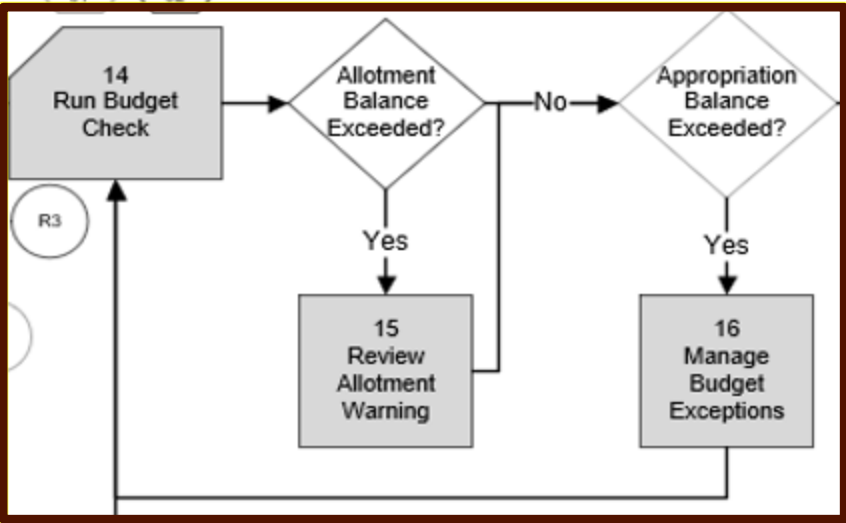 14
Run Budget
Check
Allotment
Balance
Exceeded?
No
Appropriation
Balance
Exceeded?
R3
Yes
Yes
15
Review
Allotment
Warning
16
Manage
Budget
Exceptions